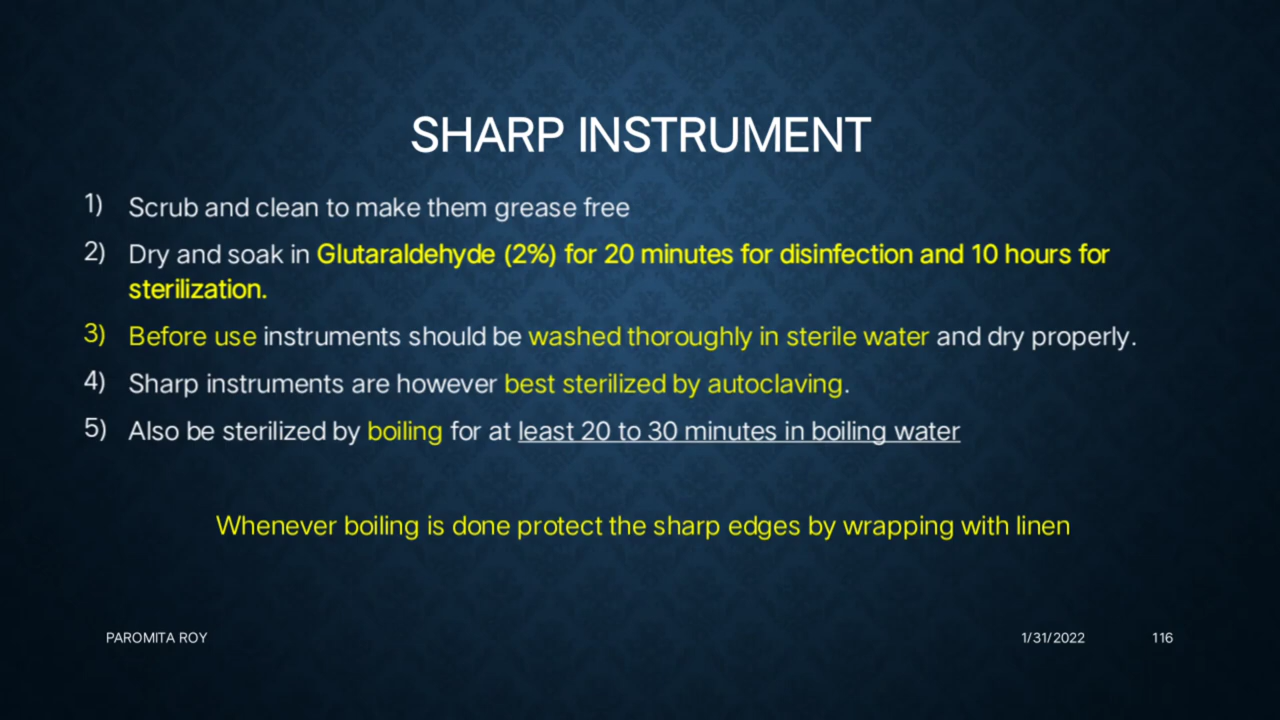 SHARP INSTRUMENT
1) Scrub and clean to make them grease free
2) Dry and soak in Glutaraldehyde (2%) for 20 minutes for disinfection and 10 hours for
sterilization.
3) Before use instruments should be washed thoroughly in sterile water and dry properly.
4) Sharp instruments are however best sterilized by autoclaving.
5) Also be sterilized by boiling for at least 20 to 30 minutes in boiling water
Whenever boiling is done protect the sharp edges by wrapping with linen
PAROMITA ROY 1/31/2022 116